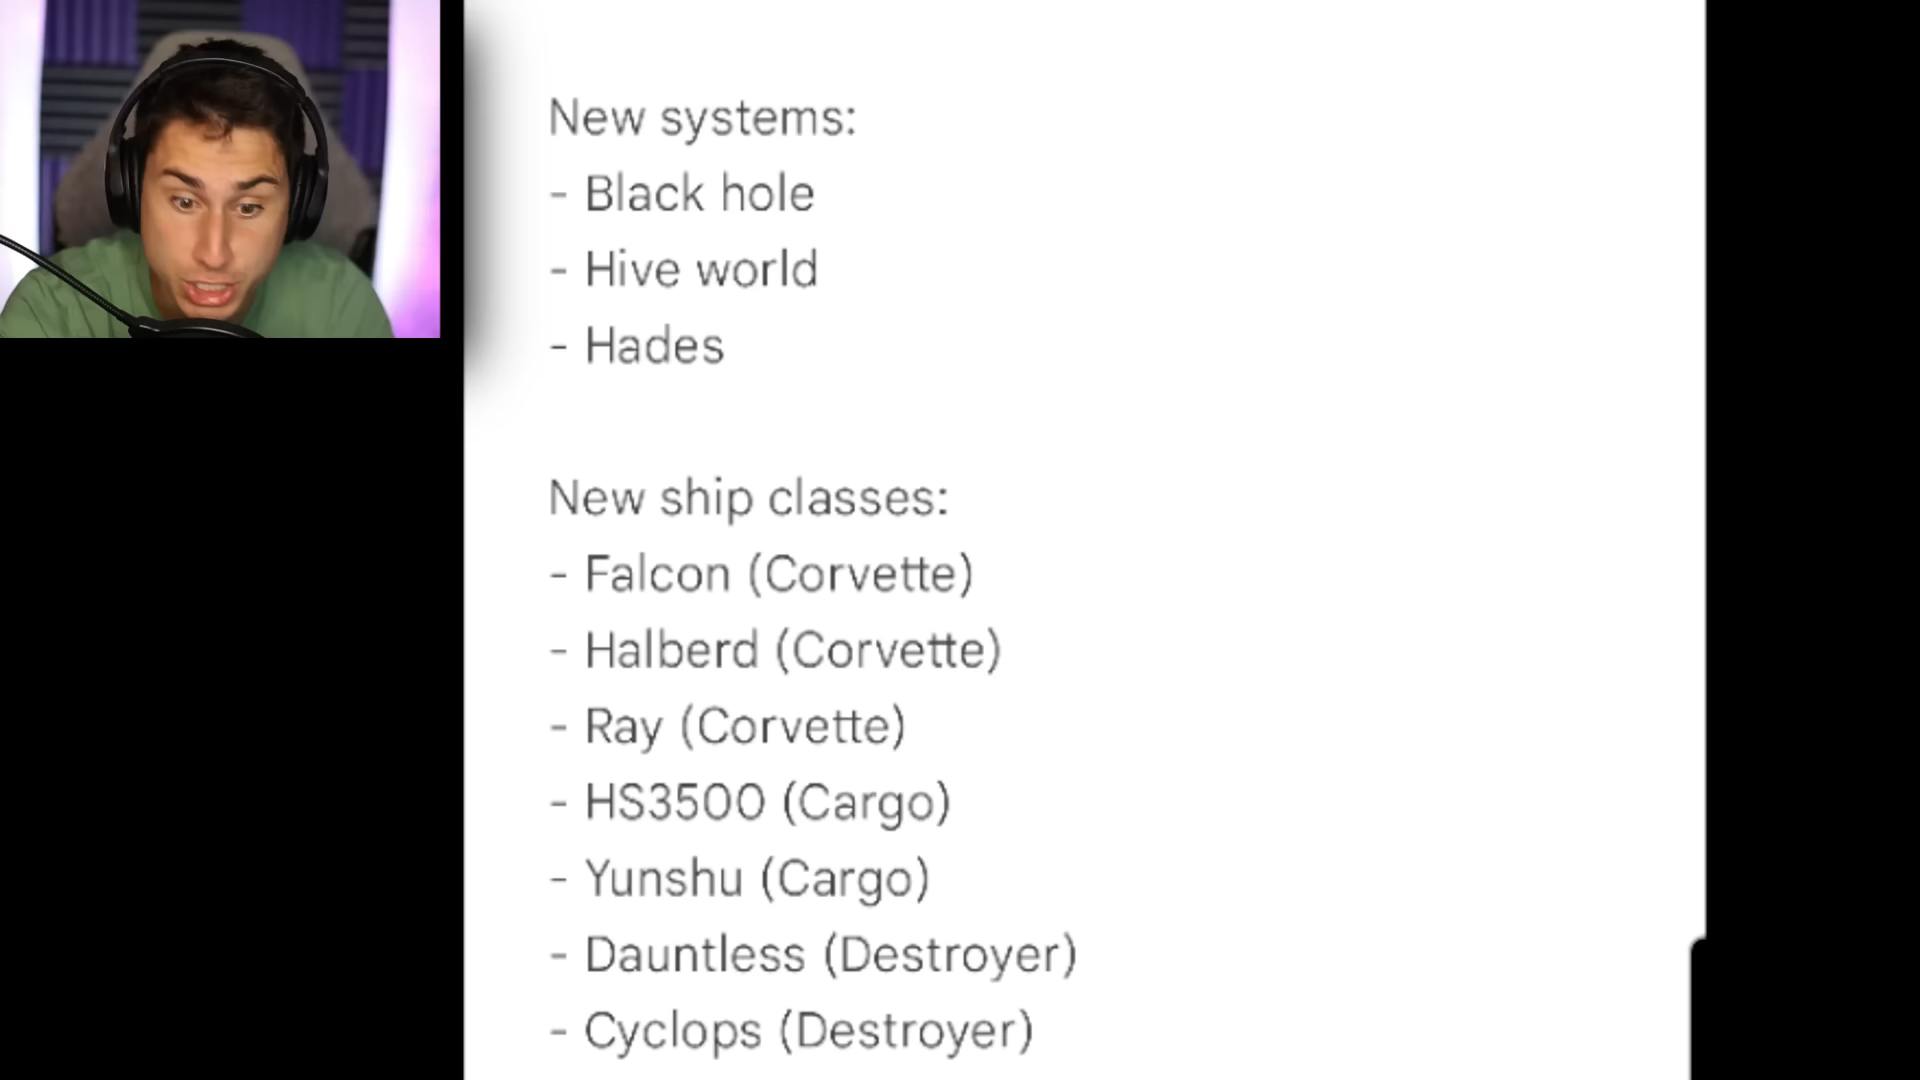 New systems:
- Black hole
- Hive world
- Hades
New ship classes:
- Falcon (Corvette)
- Halberd (Corvette)
- Ray (Corvette)
- HS3500 (Cargo)
- Yunshu (Cargo)
- Dauntless (Destroyer)
- Cyclops (Destroyer)